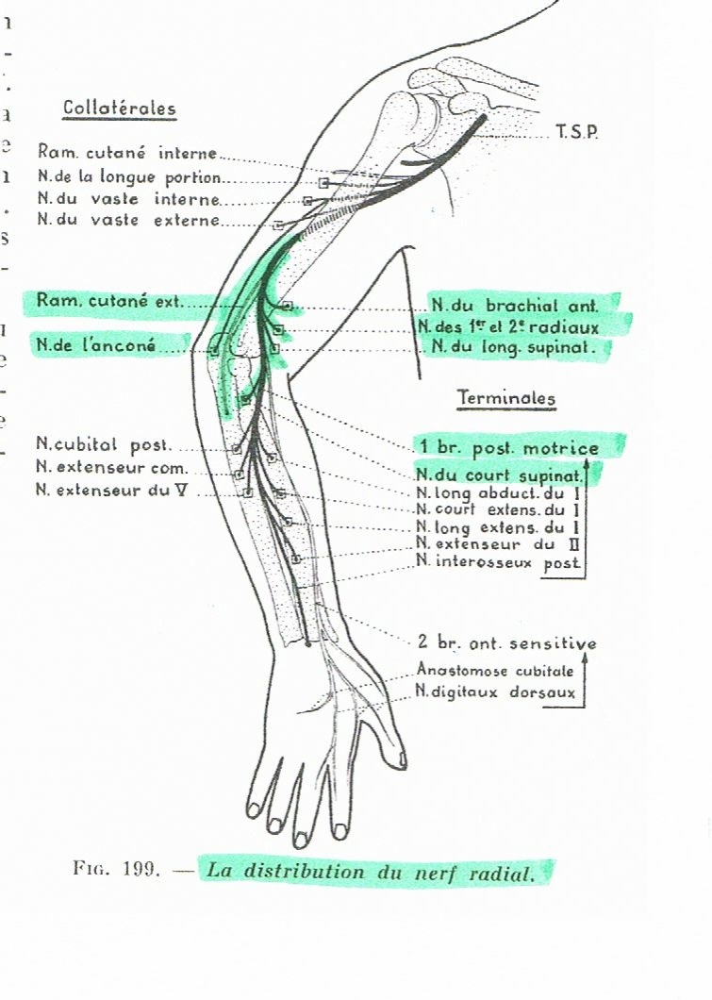 Collatérales
Ram. cutané interne
N. de la longue portion
N. du vaste interne
N. du vaste externe
T.S.P.
Ram. cutané ext.
N. de l'anconé
N. du brachial ant.
N. des 1er et 2e radiaux
N. du long. supinat.
Terminales
1 br. post. motrice
N. du court supinat.
N. long abduct. du I
N. court extens. du I
N. long extens. du I
N. extenseur du II
N. interosseux post.
N. cubital post.
N. extenseur com.
N. extenseur du V
2 br. ant. sensitive
Anastomose cubitale
N. digitaux dorsaux
FIG. 199. — La distribution du nerf radial.